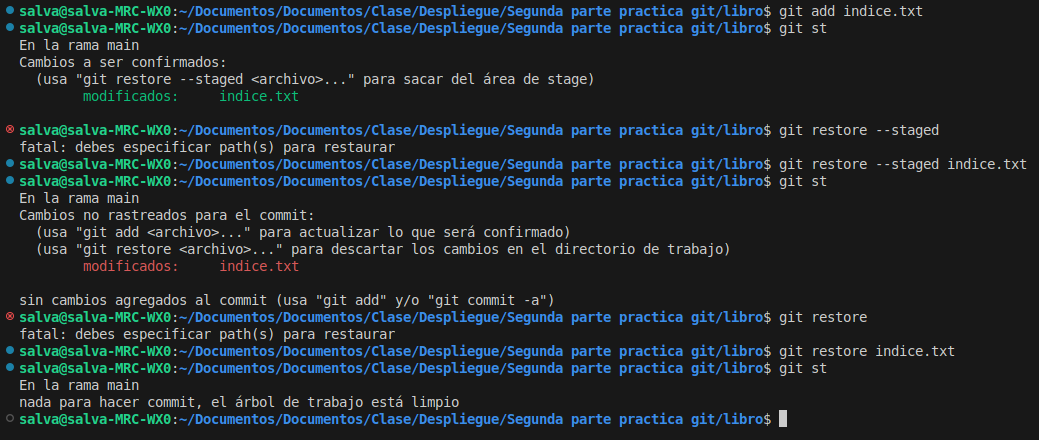 salva@salva-MRC-WX0:~/Documentos/Documentos/Clase/Despliegue/Segunda parte practica git/libro$ git add indice.txt
salva@salva-MRC-WX0:~/Documentos/Documentos/Clase/Despliegue/Segunda parte practica git/libro$ git st
En la rama main
Cambios a ser confirmados:
  (usa "git restore --staged <archivo>..." para sacar del área de stage)
        modificados:     indice.txt

salva@salva-MRC-WX0:~/Documentos/Documentos/Clase/Despliegue/Segunda parte practica git/libro$ git restore --staged
fatal: debes especificar path(s) para restaurar
salva@salva-MRC-WX0:~/Documentos/Documentos/Clase/Despliegue/Segunda parte practica git/libro$ git restore --staged indice.txt
salva@salva-MRC-WX0:~/Documentos/Documentos/Clase/Despliegue/Segunda parte practica git/libro$ git st
En la rama main
Cambios no rastreados para el commit:
  (usa "git add <archivo>..." para actualizar lo que será confirmado)
  (usa "git restore <archivo>..." para descartar los cambios en el directorio de trabajo)
        modificados:     indice.txt

sin cambios agregados al commit (usa "git add" y/o "git commit -a")
salva@salva-MRC-WX0:~/Documentos/Documentos/Clase/Despliegue/Segunda parte practica git/libro$ git restore
fatal: debes especificar path(s) para restaurar
salva@salva-MRC-WX0:~/Documentos/Documentos/Clase/Despliegue/Segunda parte practica git/libro$ git restore indice.txt
salva@salva-MRC-WX0:~/Documentos/Documentos/Clase/Despliegue/Segunda parte practica git/libro$ git st
En la rama main
nada para hacer commit, el árbol de trabajo está limpio
salva@salva-MRC-WX0:~/Documentos/Documentos/Clase/Despliegue/Segunda parte practica git/libro$